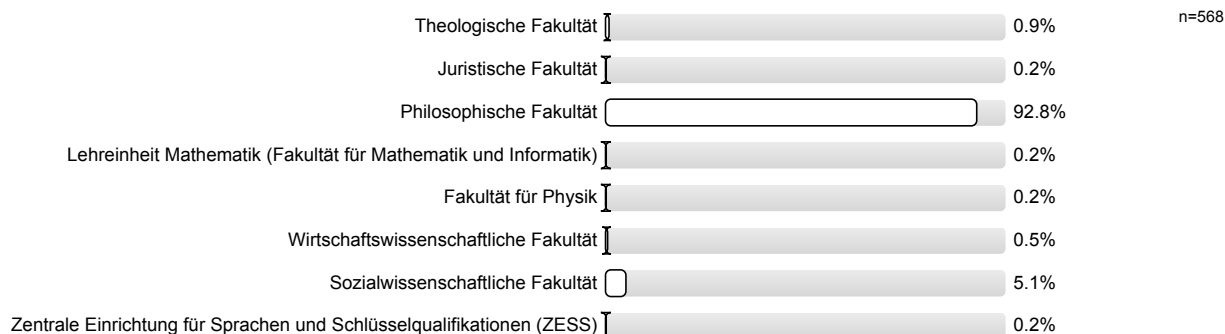 n=568
Theologische Fakultät 0.9%
Juristische Fakultät 0.2%
Philosophische Fakultät 92.8%
Lehreinheit Mathematik (Fakultät für Mathematik und Informatik) 0.2%
Fakultät für Physik 0.2%
Wirtschaftswissenschaftliche Fakultät 0.5%
Sozialwissenschaftliche Fakultät 5.1%
Zentrale Einrichtung für Sprachen und Schlüsselqualifikationen (ZESS) 0.2%